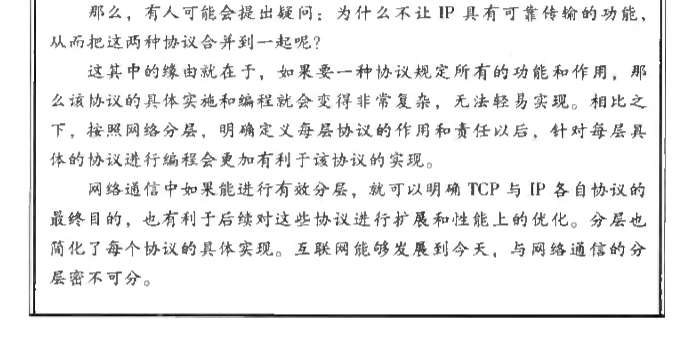 那么，有人可能会提出疑问：为什么不让 IP 具有可靠传输的功能，
从而把这两种协议合并到一起呢？
这其中的缘由就在于，如果要一种协议规定所有的功能和作用，那
么该协议的具体实施和编程就会变得非常复杂，无法轻易实现。相比之
下，按照网络分层，明确定义每层协议的作用和责任以后，针对每层具
体的协议进行编程会更加有利于该协议的实现。
网络通信中如果能进行有效分层，就可以明确 TCP 与 IP 各自协议的
最终目的，也有利于后续对这些协议进行扩展和性能上的优化。分层也
简化了每个协议的具体实现。互联网能够发展到今天，与网络通信的分
层密不可分。